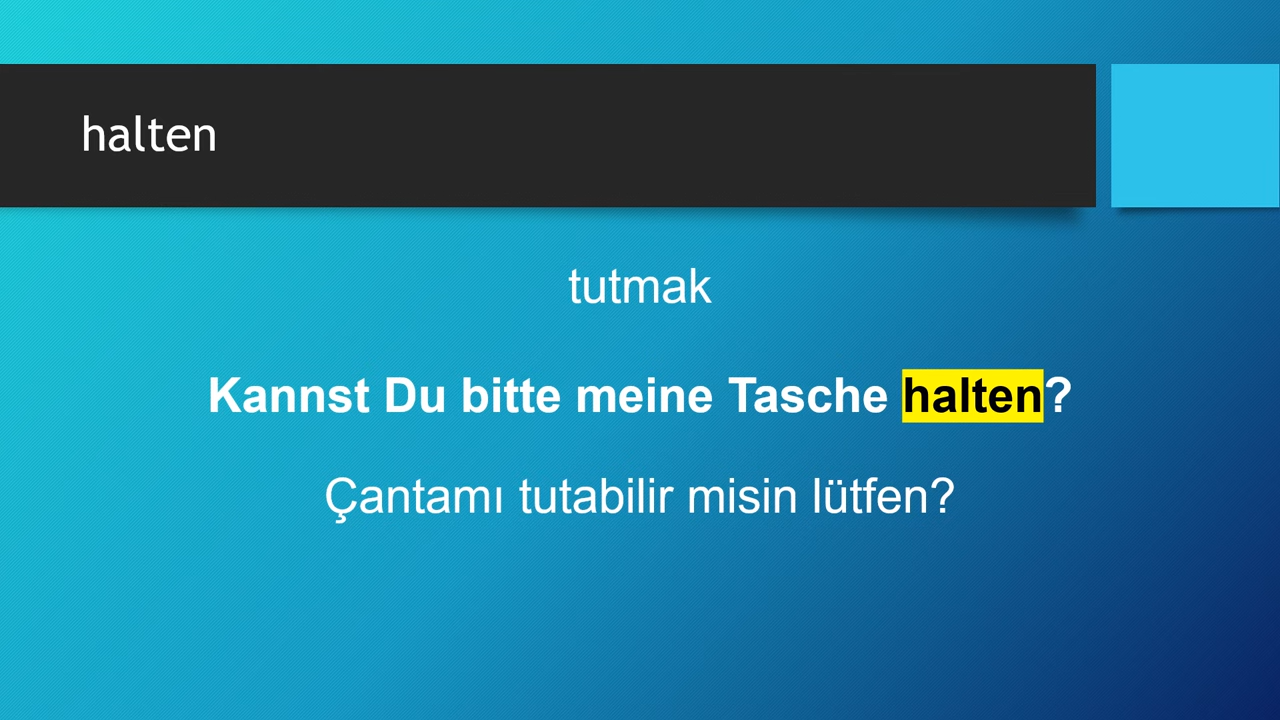 halten
tutmak
Kannst Du bitte meine Tasche halten?
Çantamı tutabilir misin lütfen?